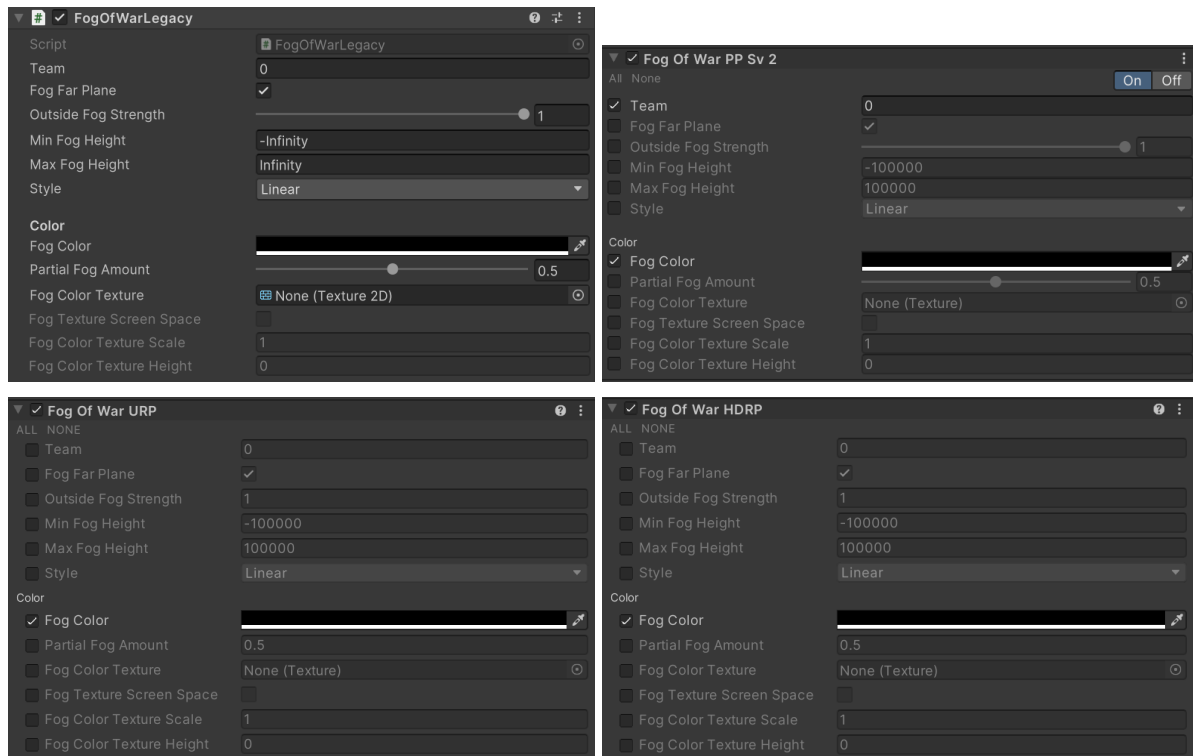 FogOfWarLegacy
Script FogOfWarLegacy
Team 0
Fog Far Plane
Outside Fog Strength 1
Min Fog Height -Infinity
Max Fog Height Infinity
Style Linear
Color
Fog Color
Partial Fog Amount 0.5
Fog Color Texture None (Texture 2D)
Fog Texture Screen Space
Fog Color Texture Scale 1
Fog Color Texture Height 0
Fog Of War PP Sv 2
All None On Off
Team 0
Fog Far Plane
Outside Fog Strength 1
Min Fog Height -100000
Max Fog Height 100000
Style Linear
Color
Fog Color
Partial Fog Amount 0.5
Fog Color Texture None (Texture)
Fog Texture Screen Space
Fog Color Texture Scale 1
Fog Color Texture Height 0
Fog Of War URP
ALL NONE
Team 0
Fog Far Plane
Outside Fog Strength 1
Min Fog Height -100000
Max Fog Height 100000
Style Linear
Color
Fog Color
Partial Fog Amount 0.5
Fog Color Texture None (Texture)
Fog Texture Screen Space
Fog Color Texture Scale 1
Fog Color Texture Height 0
Fog Of War HDRP
ALL NONE
Team 0
Fog Far Plane
Outside Fog Strength 1
Min Fog Height -100000
Max Fog Height 100000
Style Linear
Color
Fog Color
Partial Fog Amount 0.5
Fog Color Texture None (Texture)
Fog Texture Screen Space
Fog Color Texture Scale 1
Fog Color Texture Height 0